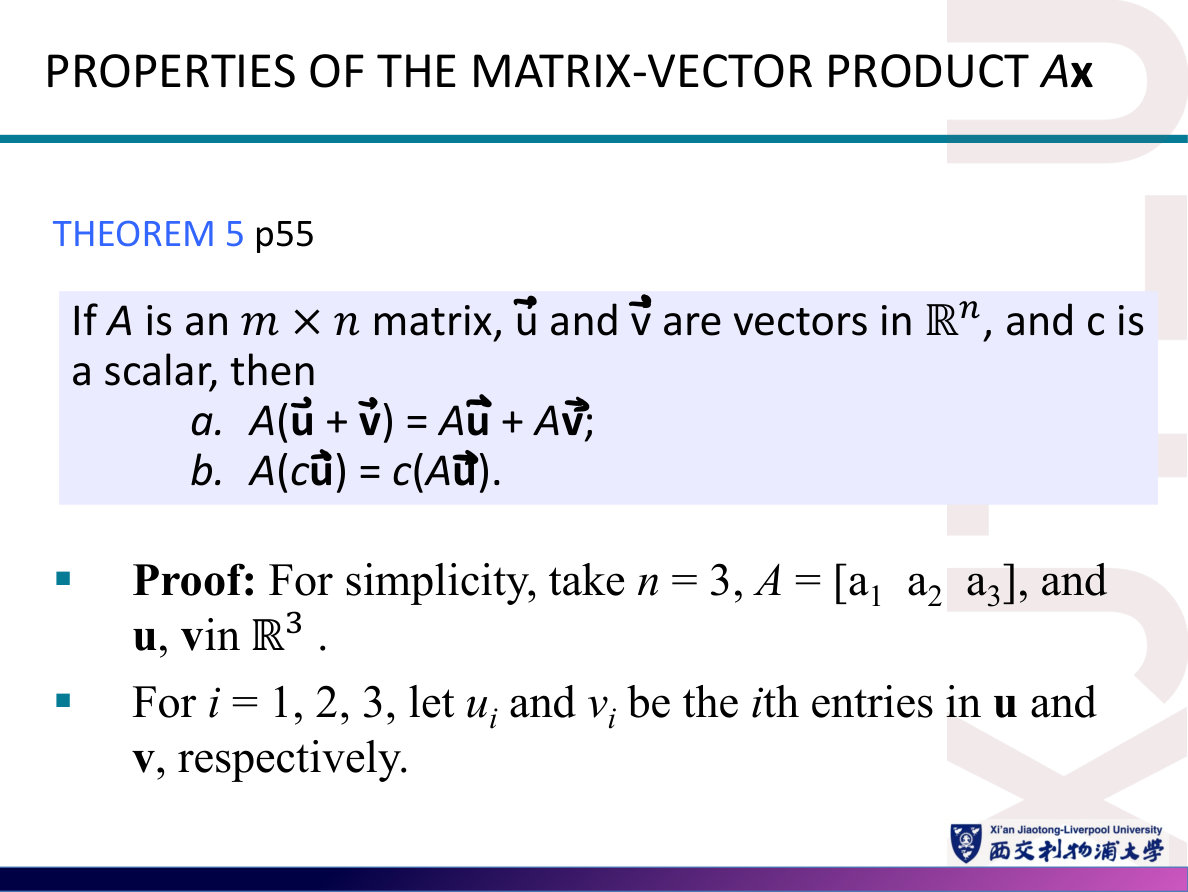 PROPERTIES OF THE MATRIX-VECTOR PRODUCT Ax
THEOREM 5 p55
If A is an 𝑚 × 𝑛 matrix, u⃗ and v⃗ are vectors in ℝⁿ, and c is
a scalar, then
a. A(u⃗ + v⃗) = Au⃗ + Av⃗;
b. A(cu⃗) = c(Au⃗).
▪ Proof: For simplicity, take n = 3, A = [a₁ a₂ a₃], and
u, vin ℝ³ .
▪ For i = 1, 2, 3, let uᵢ and vᵢ be the ith entries in u and
v, respectively.
Xi'an Jiaotong-Liverpool University
西交利物浦大学
XJTLU